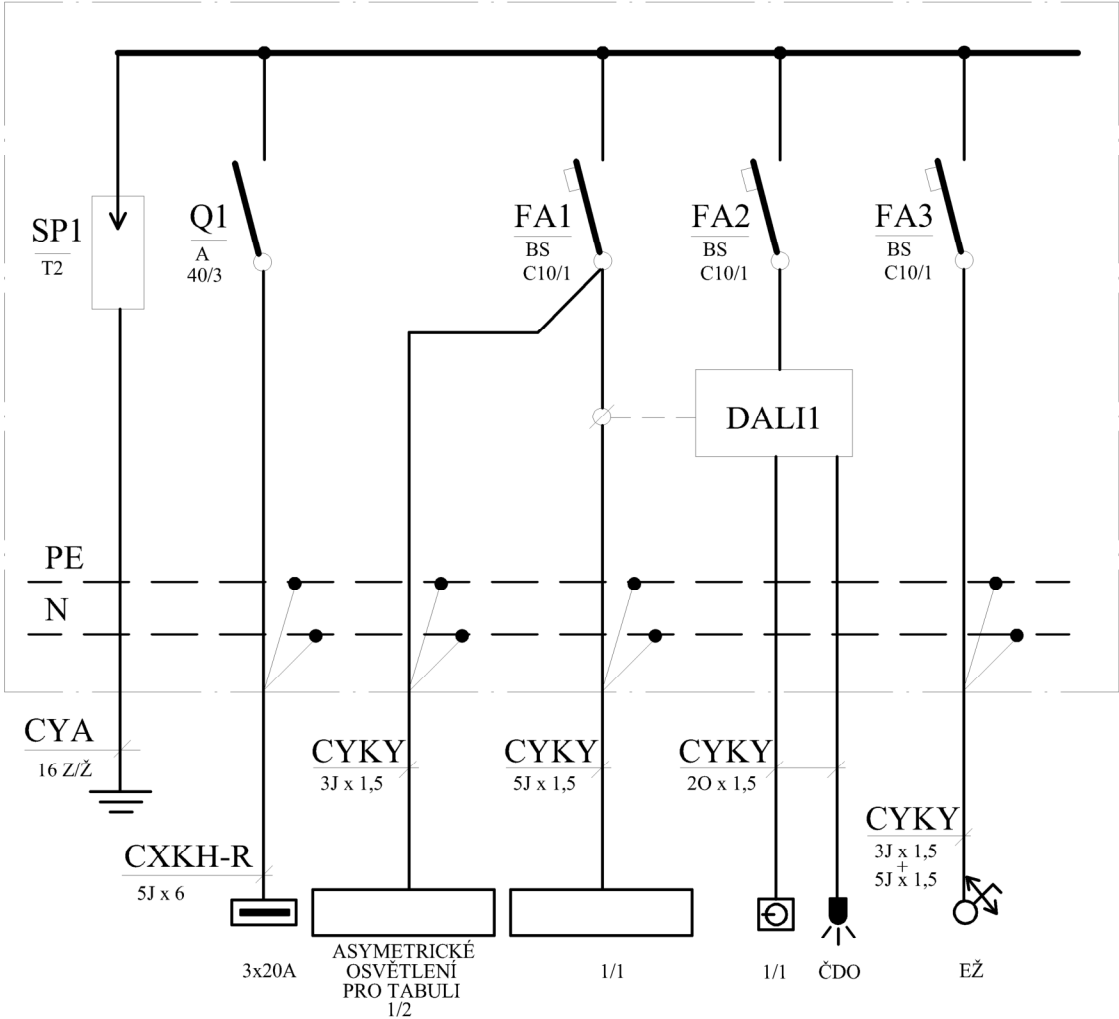 SP1
T2
Q1
A
40/3
FA1
BS
C10/1
FA2
BS
C10/1
FA3
BS
C10/1
DALI1
PE
N
CYA
16 Z/Ž
CXKH-R
5J x 6
CYKY
3J x 1,5
CYKY
5J x 1,5
CYKY
2O x 1,5
CYKY
3J x 1,5
+
5J x 1,5
3x20A
ASYMETRICKÉ
OSVĚTLENÍ
PRO TABULI
1/2
1/1
1/1
ČDO
EŽ